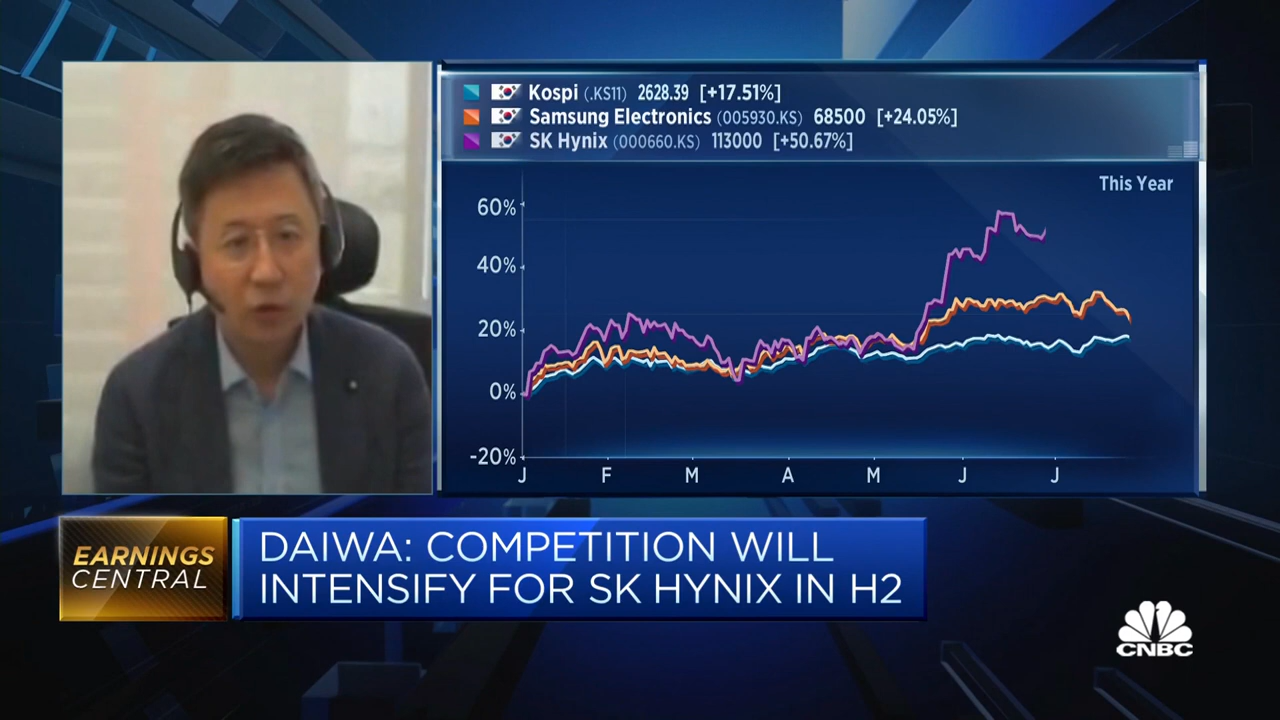 Kospi (.KS11) 2628.39 [+17.51%]
Samsung Electronics (005930.KS) 68500 [+24.05%]
SK Hynix (000660.KS) 113000 [+50.67%]
This Year
60%
40%
20%
0%
-20%
J F M A M J J
EARNINGS
CENTRAL
DAIWA: COMPETITION WILL
INTENSIFY FOR SK HYNIX IN H2
CNBC